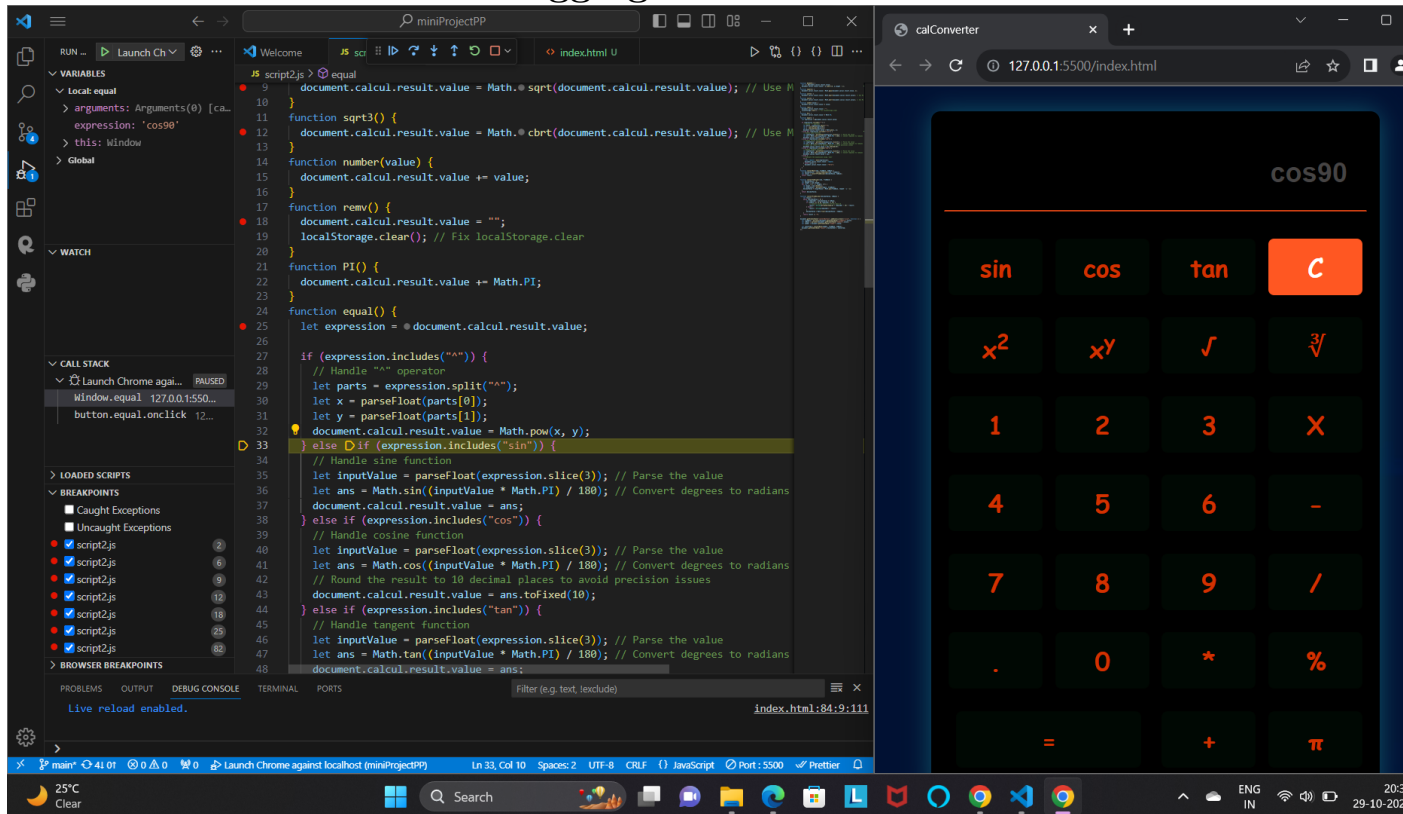 gg g
miniProjectPP
RUN ... Launch Ch ...
VARIABLES
Local: equal
arguments: Arguments(0) [ca...
expression: 'cos90'
this: Window
Global
WATCH
CALL STACK
Launch Chrome agai... PAUSED
Window.equal 127.0.0.1:550...
button.equal.onclick 12...
LOADED SCRIPTS
BREAKPOINTS
Caught Exceptions
Uncaught Exceptions
script2.js 2
script2.js 6
script2.js 9
script2.js 12
script2.js 18
script2.js 25
script2.js 82
BROWSER BREAKPOINTS
Welcome JS scr index.html U
JS script2.js > equal
9 document.calcul.result.value = Math. sqrt(document.calcul.result.value); // Use M
10 }
11 function sqrt3() {
12 document.calcul.result.value = Math. cbrt(document.calcul.result.value); // Use M
13 }
14 function number(value) {
15 document.calcul.result.value += value;
16 }
17 function remv() {
18 document.calcul.result.value = "";
19 localStorage.clear(); // Fix localStorage.clear
20 }
21 function PI() {
22 document.calcul.result.value += Math.PI;
23 }
24 function equal() {
25 let expression = document.calcul.result.value;
26
27 if (expression.includes("^")) {
28 // Handle "^" operator
29 let parts = expression.split("^");
30 let x = parseFloat(parts[0]);
31 let y = parseFloat(parts[1]);
32 document.calcul.result.value = Math.pow(x, y);
33 } else if (expression.includes("sin")) {
34 // Handle sine function
35 let inputValue = parseFloat(expression.slice(3)); // Parse the value
36 let ans = Math.sin((inputValue * Math.PI) / 180); // Convert degrees to radians
37 document.calcul.result.value = ans;
38 } else if (expression.includes("cos")) {
39 // Handle cosine function
40 let inputValue = parseFloat(expression.slice(3)); // Parse the value
41 let ans = Math.cos((inputValue * Math.PI) / 180); // Convert degrees to radians
42 // Round the result to 10 decimal places to avoid precision issues
43 document.calcul.result.value = ans.toFixed(10);
44 } else if (expression.includes("tan")) {
45 // Handle tangent function
46 let inputValue = parseFloat(expression.slice(3)); // Parse the value
47 let ans = Math.tan((inputValue * Math.PI) / 180); // Convert degrees to radians
48 document.calcul.result.value = ans;
PROBLEMS OUTPUT DEBUG CONSOLE TERMINAL PORTS Filter (e.g. text, !exclude)
Live reload enabled. index.html:84:9:111
>
main* 4↓ 0↑ 0 0 0 Launch Chrome against localhost (miniProjectPP) Ln 33, Col 10 Spaces: 2 UTF-8 CRLF {} JavaScript Port : 5500 Prettier
calConverter
127.0.0.1:5500/index.html
cos90
sin cos tan C
x² xʸ √ ∛
1 2 3 X
4 5 6 -
7 8 9 /
. 0 * %
= + π
25°C
Clear
Search
ENG
IN
20:3
29-10-202